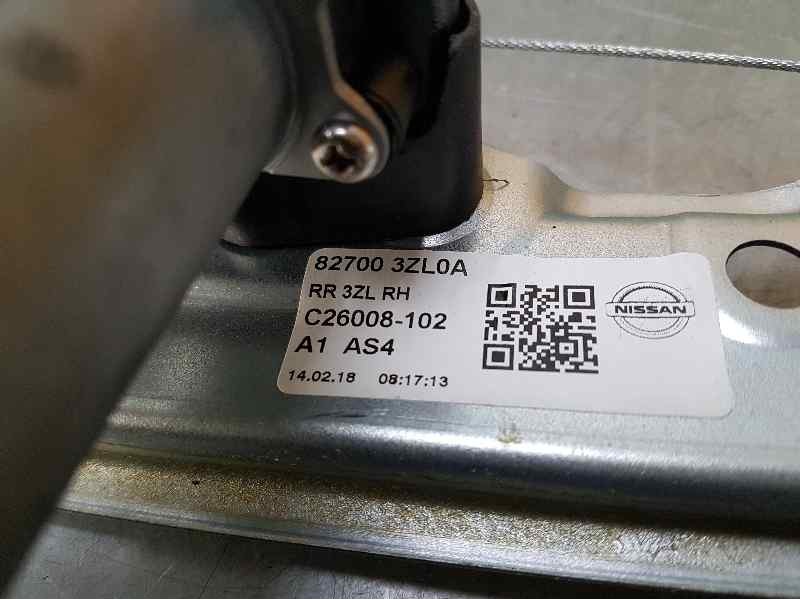 82700 3ZL0A
RR 3ZL RH
C26008-102
A1 AS4
14.02.18 08:17:13
NISSAN